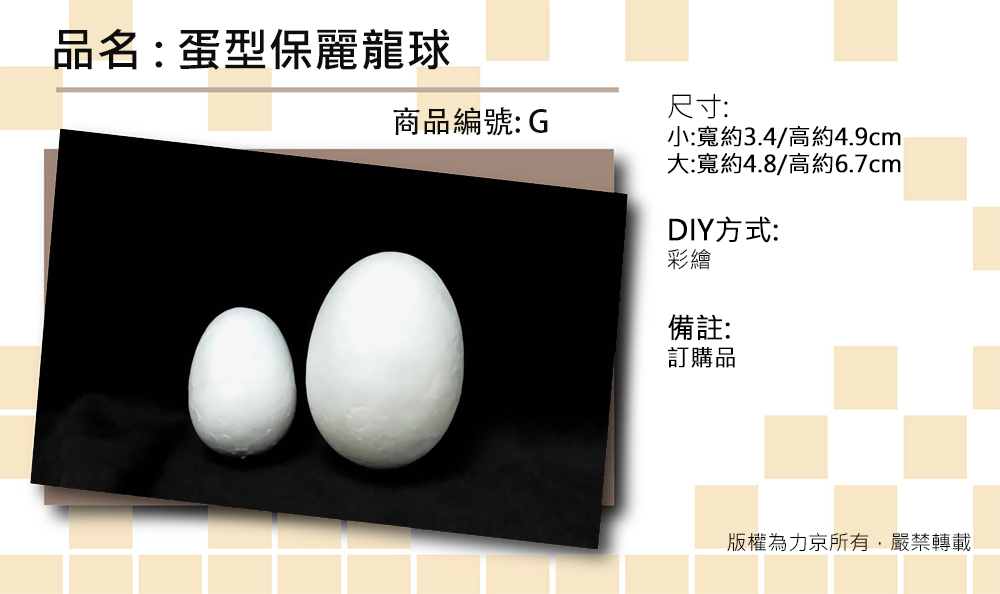 品名 : 蛋型保麗龍球
商品編號: G
尺寸:
小:寬約3.4/高約4.9cm
大:寬約4.8/高約6.7cm
DIY方式:
彩繪
備註:
訂購品
版權為力京所有，嚴禁轉載